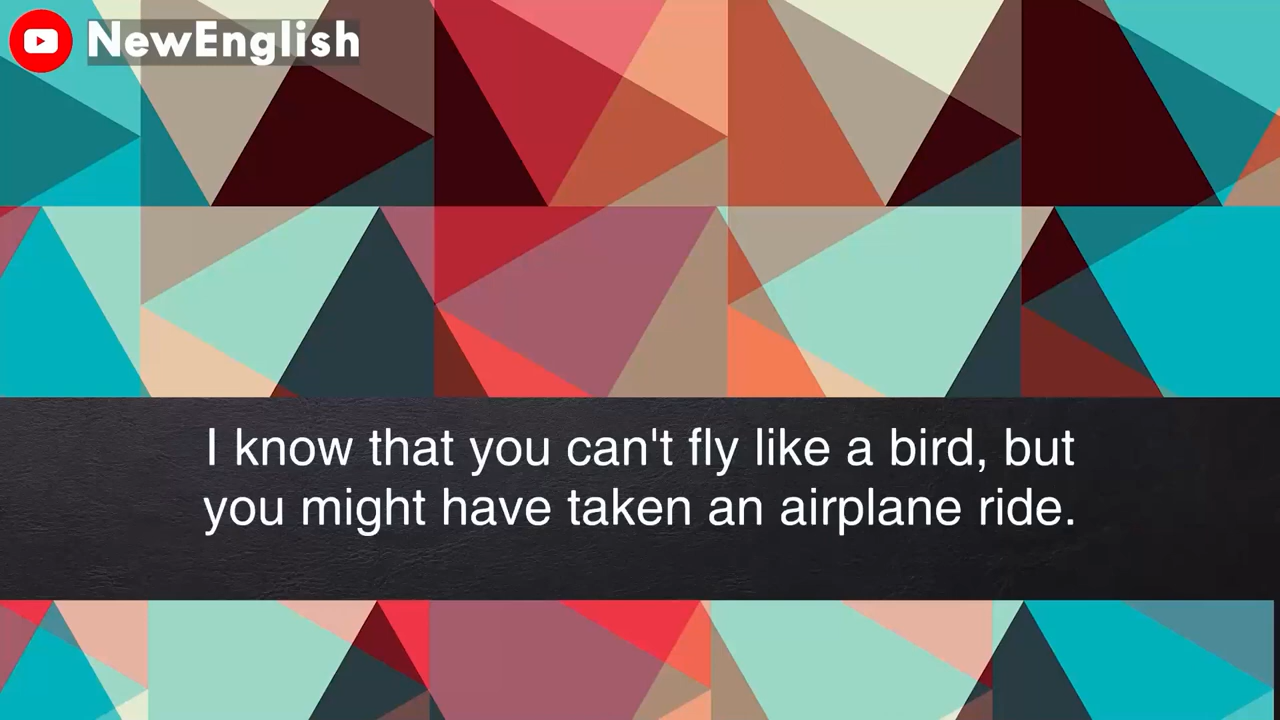 NewEnglish
I know that you can't fly like a bird, but
you might have taken an airplane ride.